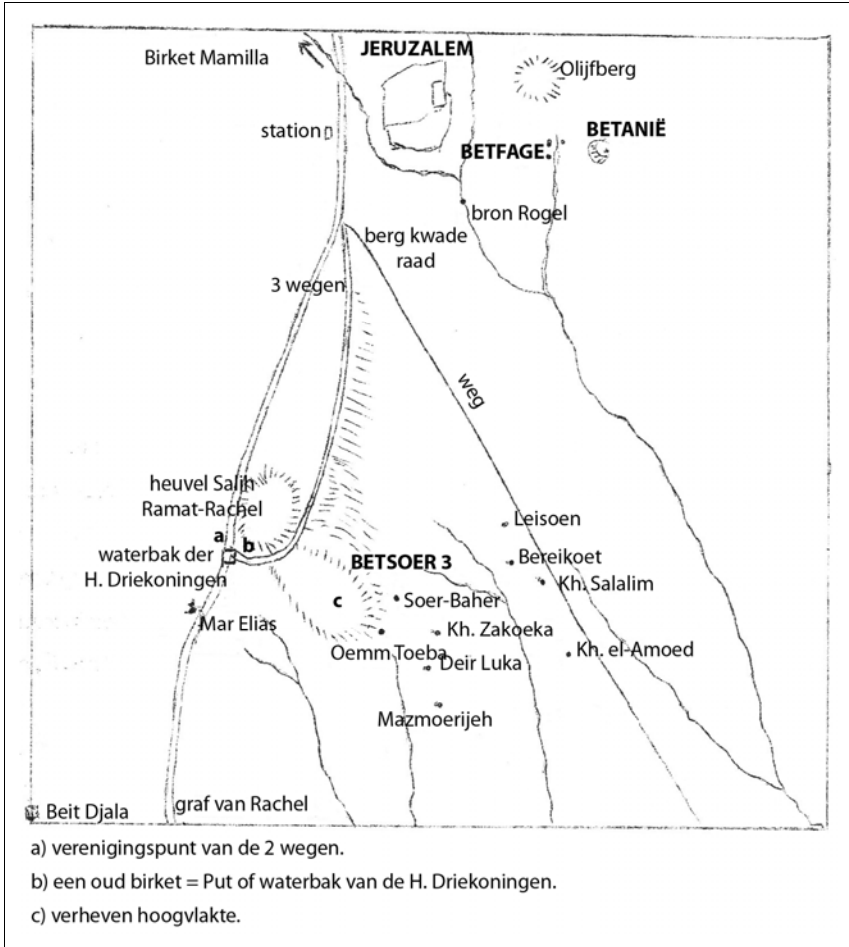 JERUZALEM
Birket Mamilla
Olijfberg
station
BETANIË
BETFAGE
bron Rogel
berg kwade
raad
3 wegen
weg
heuvel Salih
Ramat-Rachel
Leisoen
a
b
waterbak der
H. Driekoningen
BETSOER 3
Bereikoet
Kh. Salalim
c
Soer-Baher
Mar Elias
Kh. Zakoeka
Oemm Toeba
Deir Luka
Kh. el-Amoed
Mazmoerijeh
Beit Djala
graf van Rachel
a) verenigingspunt van de 2 wegen.
b) een oud birket = Put of waterbak van de H. Driekoningen.
c) verheven hoogvlakte.